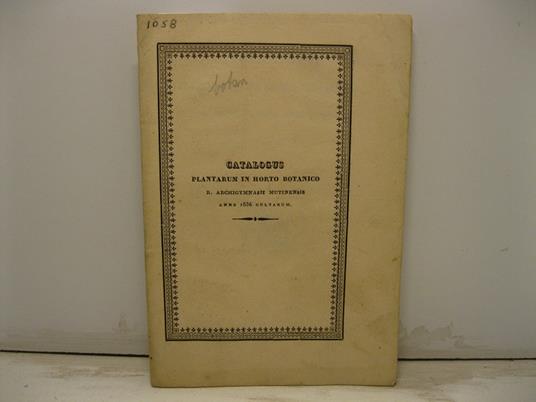 1058
botan
CATALOGUS
PLANTARUM IN HORTO BOTANICO
R. ARCHIGYMNASII MUTINENSIS
ANNO 1836 CULTARUM.